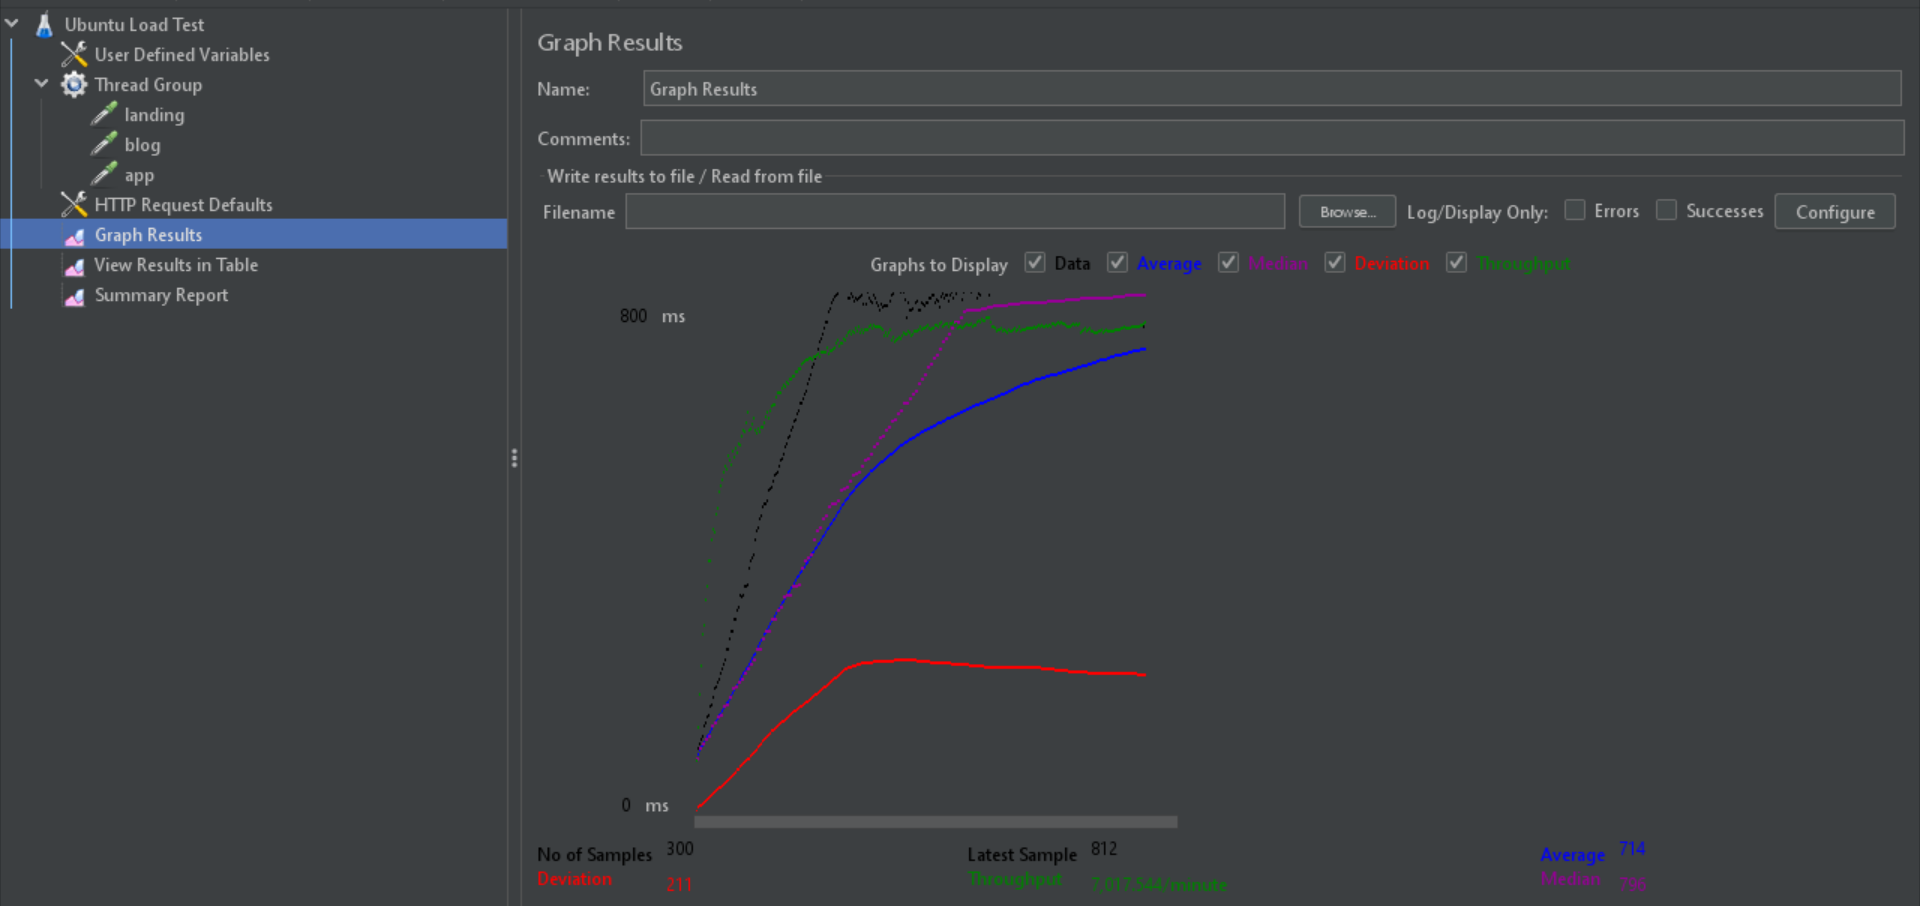 Ubuntu Load Test
User Defined Variables
Thread Group
landing
blog
app
HTTP Request Defaults
Graph Results
View Results in Table
Summary Report
Graph Results
Name: Graph Results
Comments:
Write results to file / Read from file
Filename Browse... Log/Display Only: Errors Successes Configure
Graphs to Display Data Average Median Deviation Throughput
800 ms
0 ms
No of Samples 300 Latest Sample 812 Average 714
Deviation 211 Throughput 7,017.544/minute Median